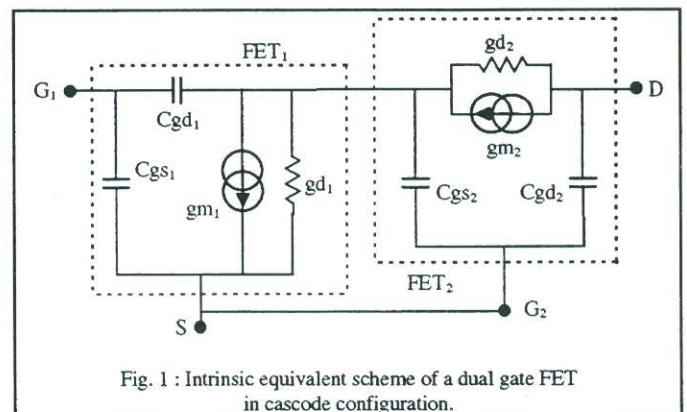 FET₁
gd₂
G₁
D
Cgd₁
gm₂
Cgs₁
gd₁
Cgs₂
Cgd₂
gm₁
FET₂
S
G₂
Fig. 1 : Intrinsic equivalent scheme of a dual gate FET
in cascode configuration.